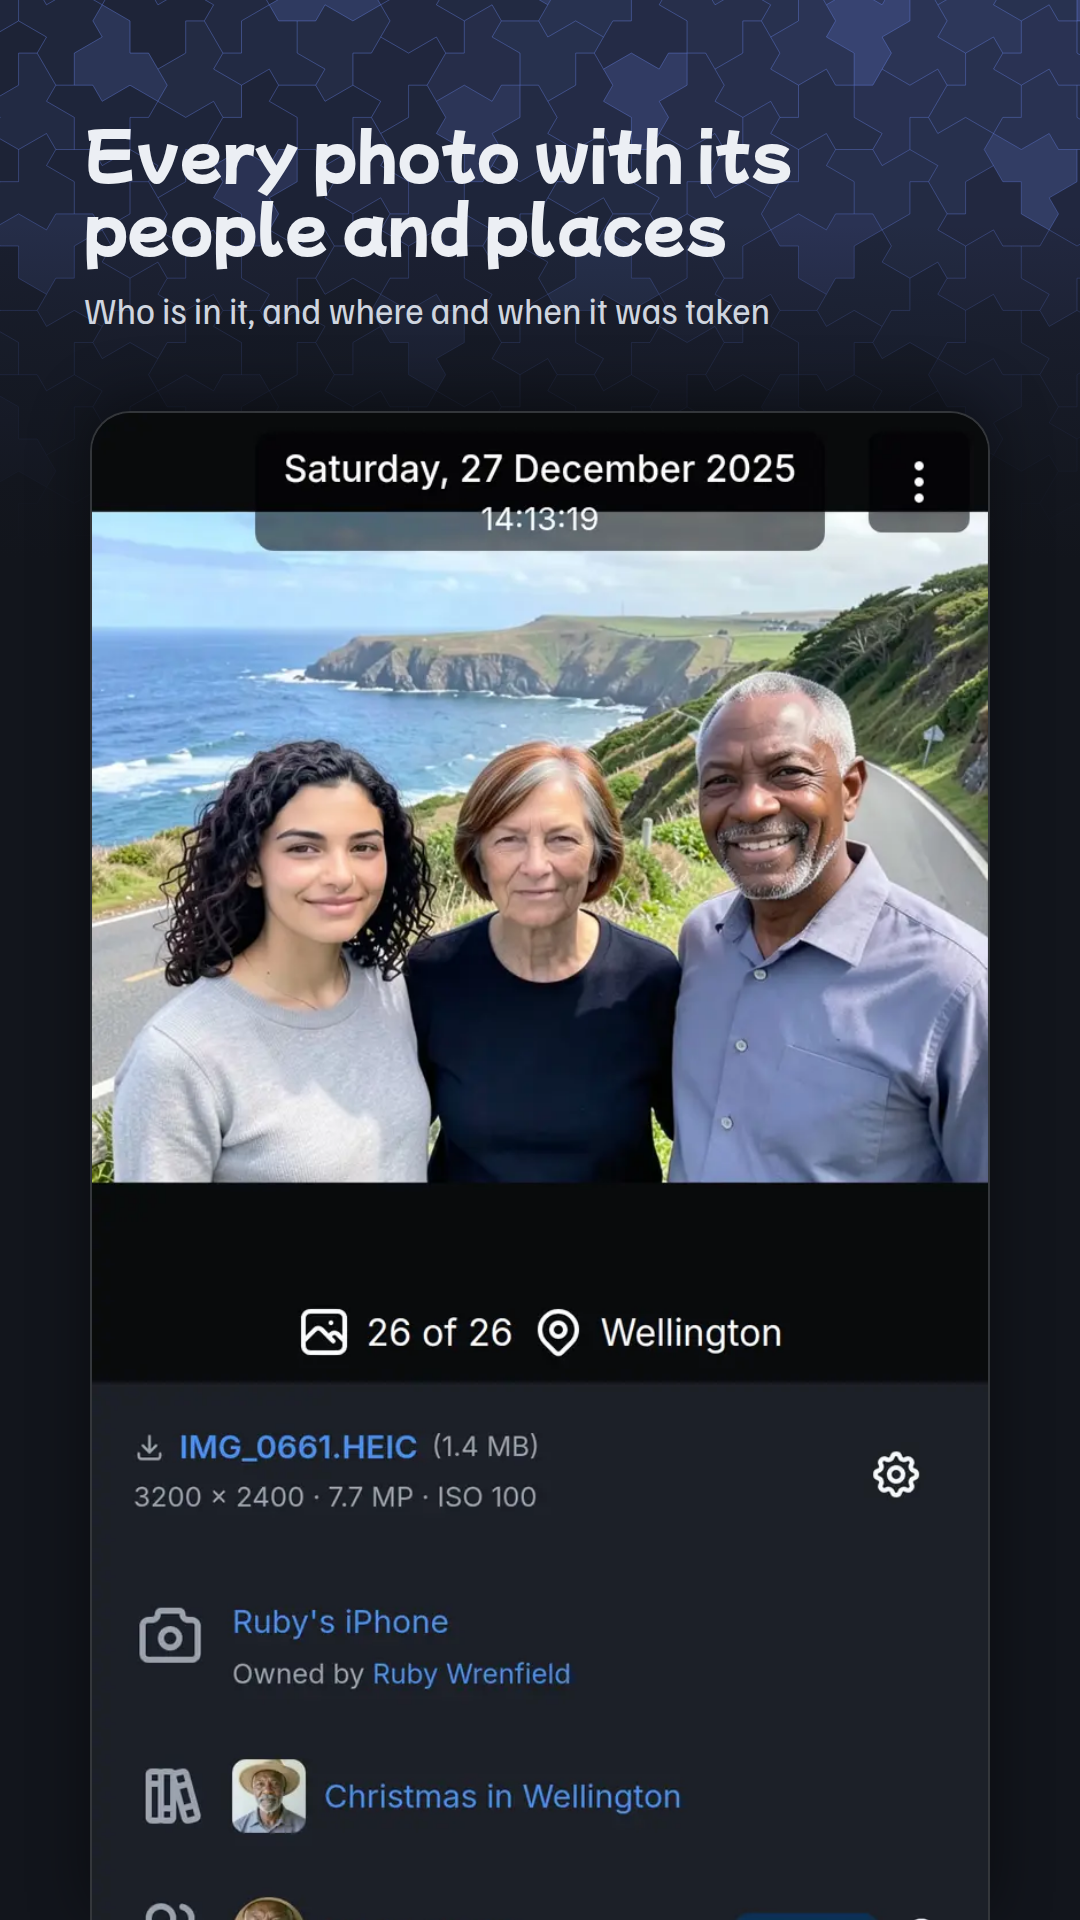 Every photo with its
people and places
Who is in it, and where and when it was taken
Saturday, 27 December 2025
14:13:19
26 of 26 Wellington
IMG_0661.HEIC (1.4 MB)
3200 × 2400 · 7.7 MP · ISO 100
Ruby's iPhone
Owned by Ruby Wrenfield
Christmas in Wellington